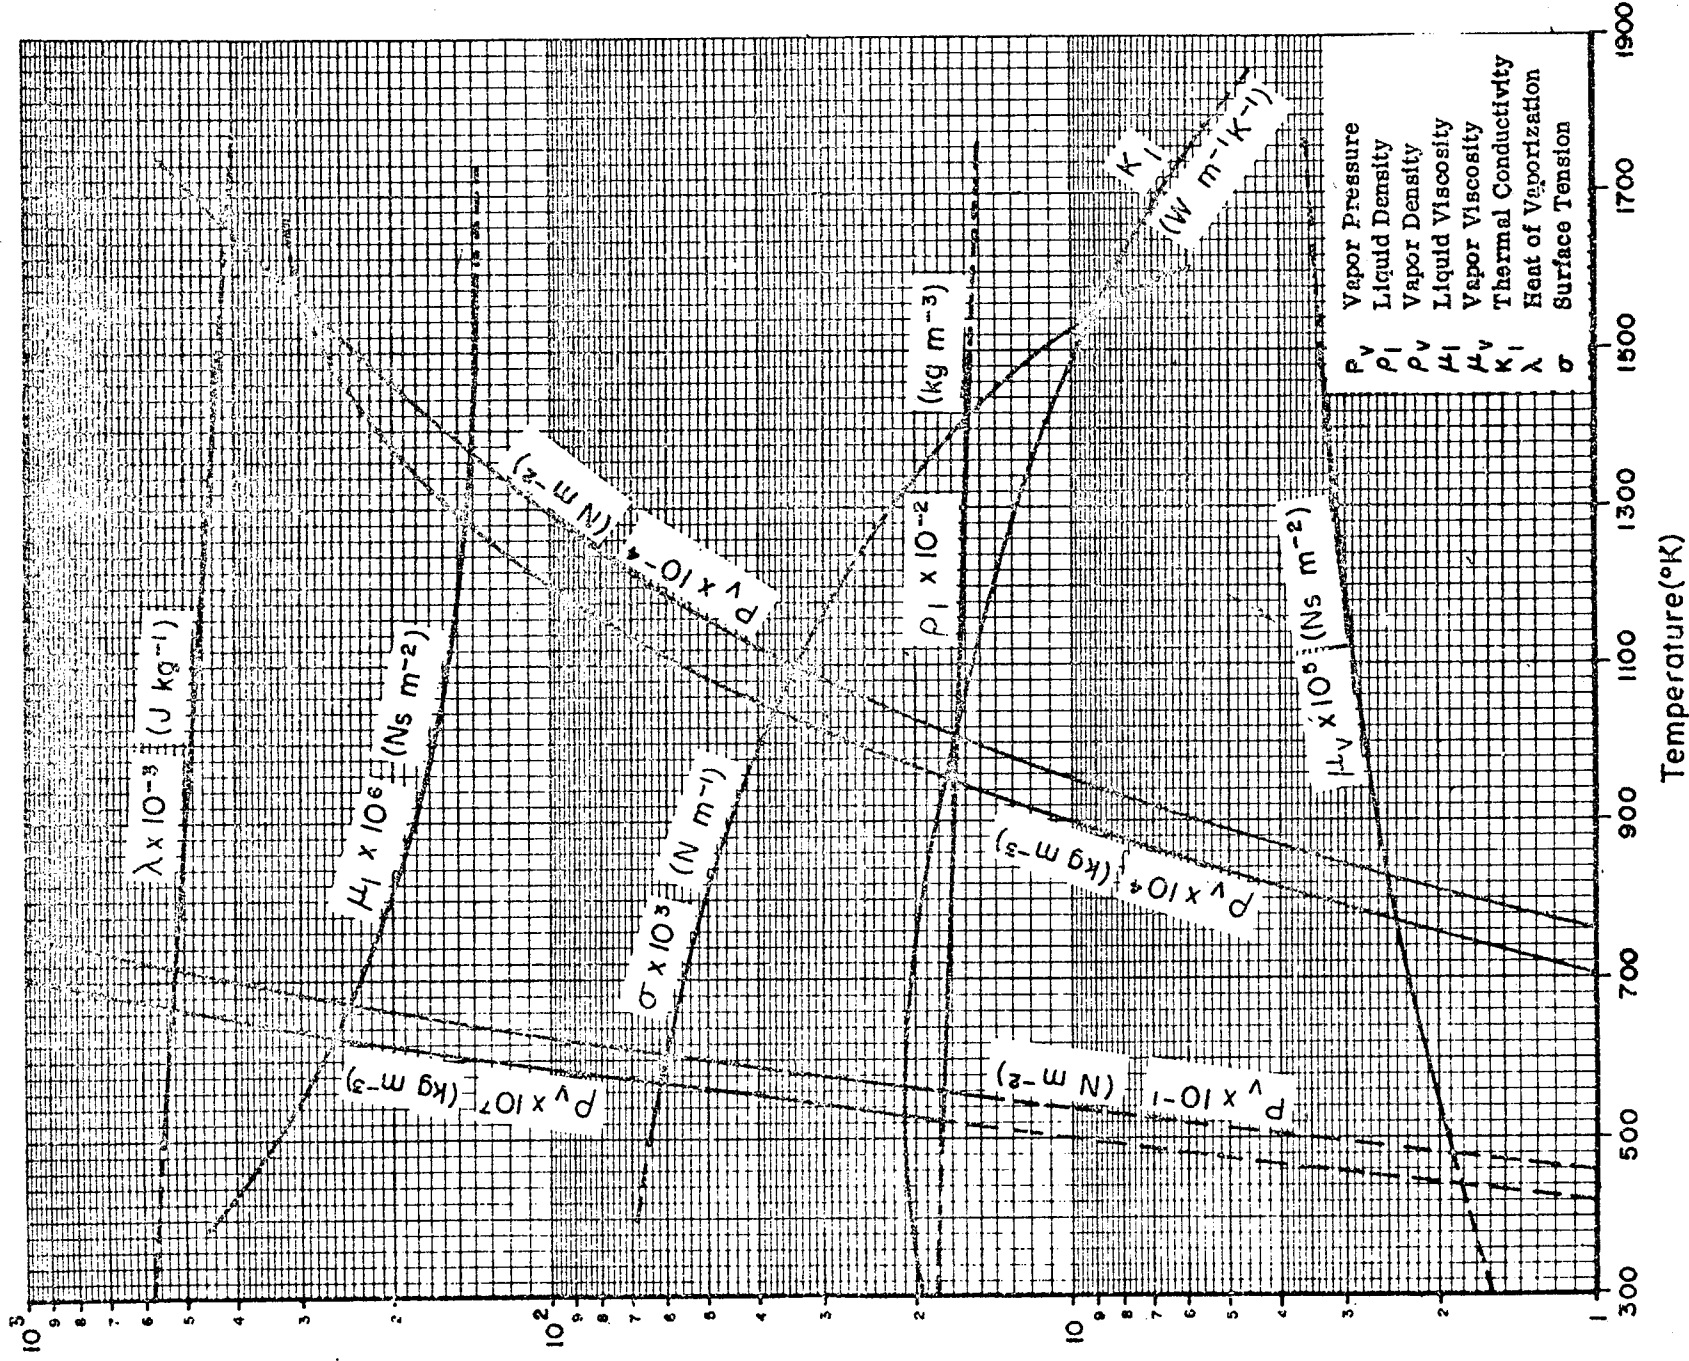 10³
9
8
7
6
5
4
3
2
10²
9
8
7
6
5
4
3
2
10
9
8
7
6
5
4
3
2
1
λ x 10⁻³ (J kg⁻¹)
μ_l x 10⁶ (Ns m⁻²)
σ x 10³ (N m⁻¹)
ρ_v x 10⁷
(kg m⁻³)
P_v x 10⁻¹
(N m⁻²)
P_v x 10⁻⁴
(N m⁻²)
ρ_v x 10⁴
(kg m⁻³)
ρ_l x 10⁻² (kg m⁻³)
K_l
(W m⁻¹K⁻¹)
μ_v x 10⁵ (Ns m⁻²)
P_v Vapor Pressure
ρ_l Liquid Density
ρ_v Vapor Density
μ_l Liquid Viscosity
μ_v Vapor Viscosity
K_l Thermal Conductivity
λ Heat of Vaporization
σ Surface Tension
300 500 700 900 1100 1300 1500 1700 1900
Temperature(°K)